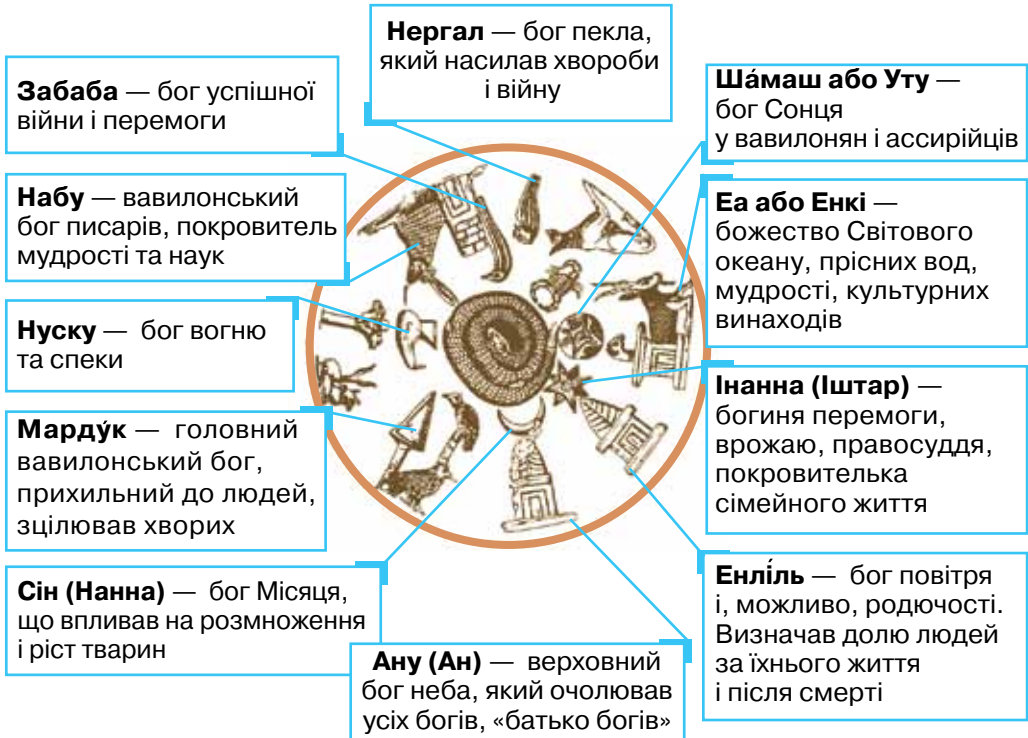 Нергал — бог пекла,
який насилав хвороби
і війну
Забаба — бог успішної
війни і перемоги
Ша́маш або Уту —
бог Сонця
у вавилонян і ассирійців
Набу — вавилонський
бог писарів, покровитель
мудрості та наук
Еа або Енкі —
божество Світового
океану, прісних вод,
мудрості, культурних
винаходів
Нуску — бог вогню
та спеки
Інанна (Іштар) —
богиня перемоги,
врожаю, правосуддя,
покровителька
сімейного життя
Марду́к — головний
вавилонський бог,
прихильний до людей,
зцілював хворих
Сін (Нанна) — бог Місяця,
що впливав на розмноження
і ріст тварин
Енлі́ль — бог повітря
і, можливо, родючості.
Визначав долю людей
за їхнього життя
і після смерті
Ану (Ан) — верховний
бог неба, який очолював
усіх богів, «батько богів»